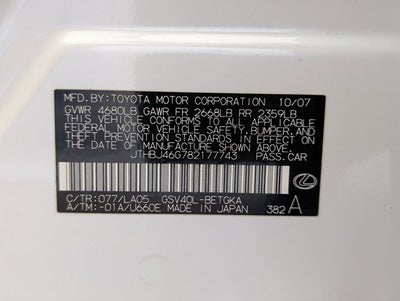 MFD. BY: TOYOTA MOTOR CORPORATION 10/07
GVWR 4680LB GAWR FR 2668LB RR 2359LB
THIS VEHICLE CONFORMS TO ALL APPLICABLE
FEDERAL MOTOR VEHICLE SAFETY, BUMPER, AND
THEFT PREVENTION STANDARDS IN EFFECT ON
THE DATE OF MANUFACTURE SHOWN ABOVE.
JTHBJ46G782177743 PASS.CAR
C/TR: 077/LA05 GSV40L-BETGKA
A/TM: -01A/U660E MADE IN JAPAN 382 A